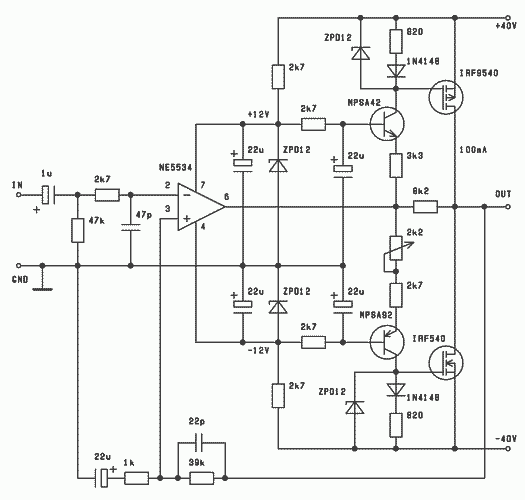 +40V
ZPD12
820
1N4148
IRF9540
2k7
MPSA42
+12V
2k7
100mA
NE5534
22u
ZPD12
22u
3k3
1u
2k7
IN
2
7
6
8k2
OUT
3
47k
47p
4
2k2
GND
22u
ZPD12
22u
2k7
MPSA92
IRF540
-12V
2k7
2k7
ZPD12
1N4148
820
22p
-40V
22u
1k
39k